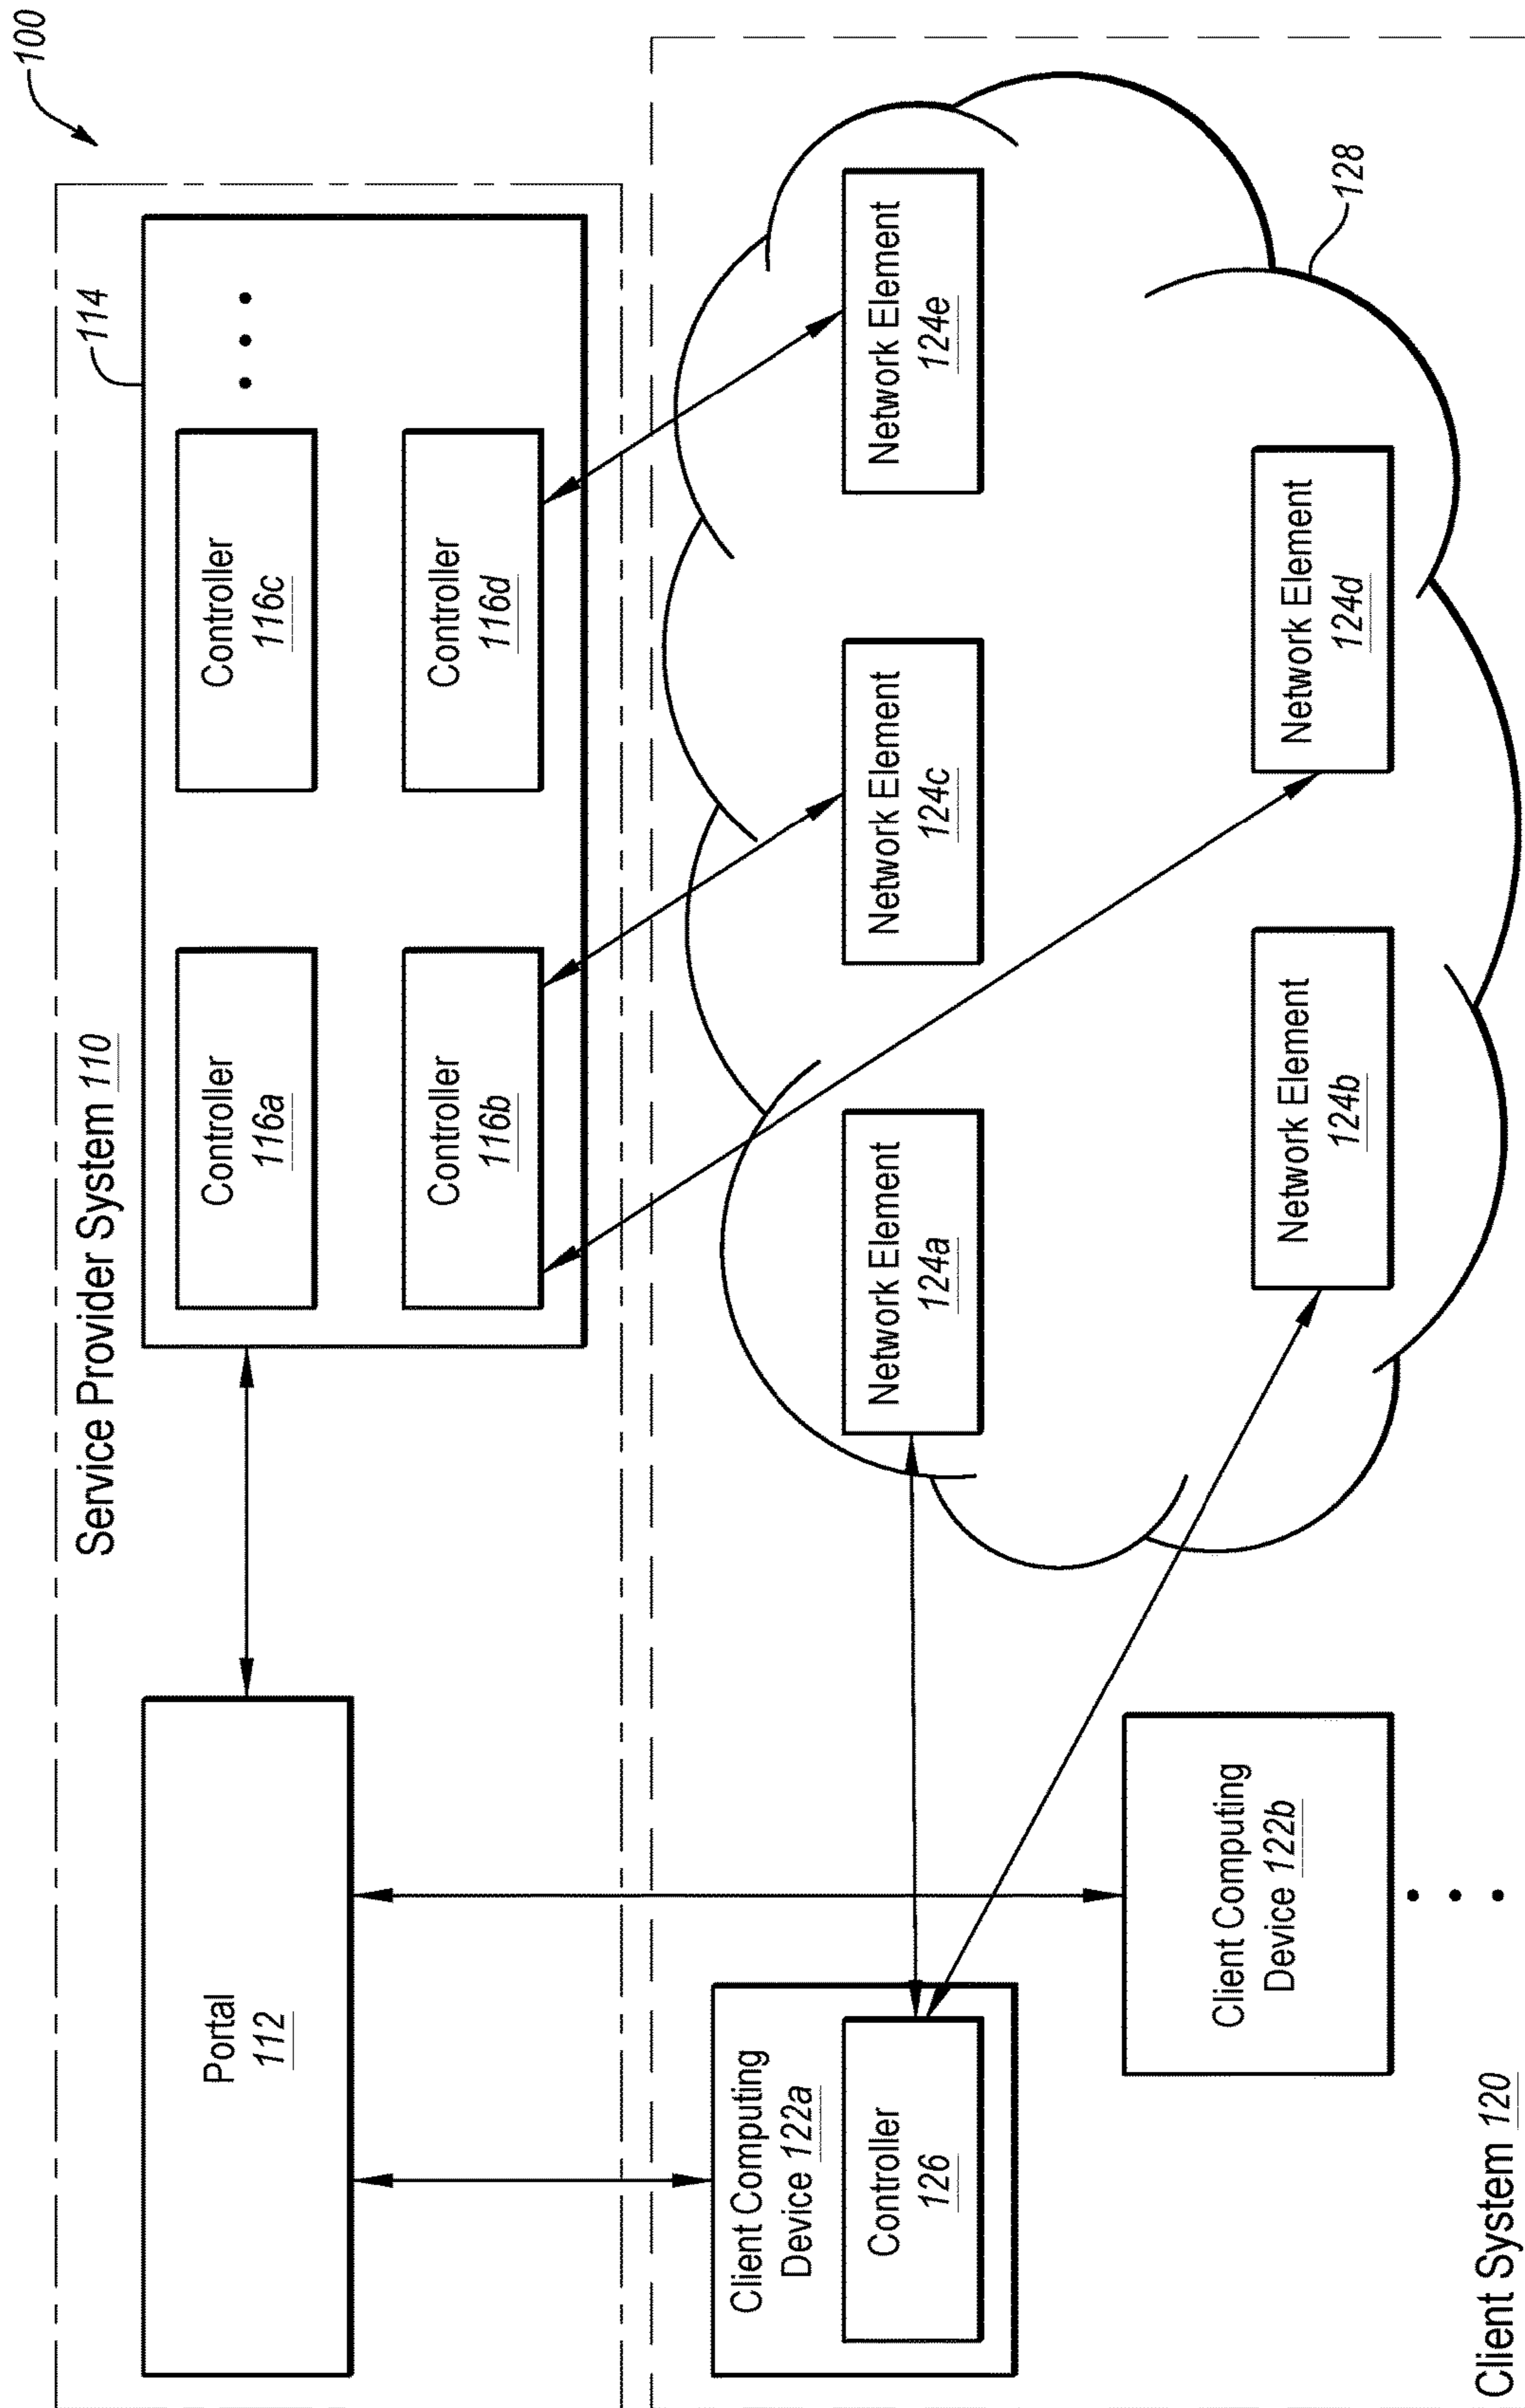 100
Service Provider System 110
114
Portal
112
Controller
116a
Controller
116c
Controller
116b
Controller
116d
Client Computing
Device 122a
Controller
126
Network Element
124a
Network Element
124c
Network Element
124e
Client Computing
Device 122b
Network Element
124b
Network Element
124d
128
Client System 120